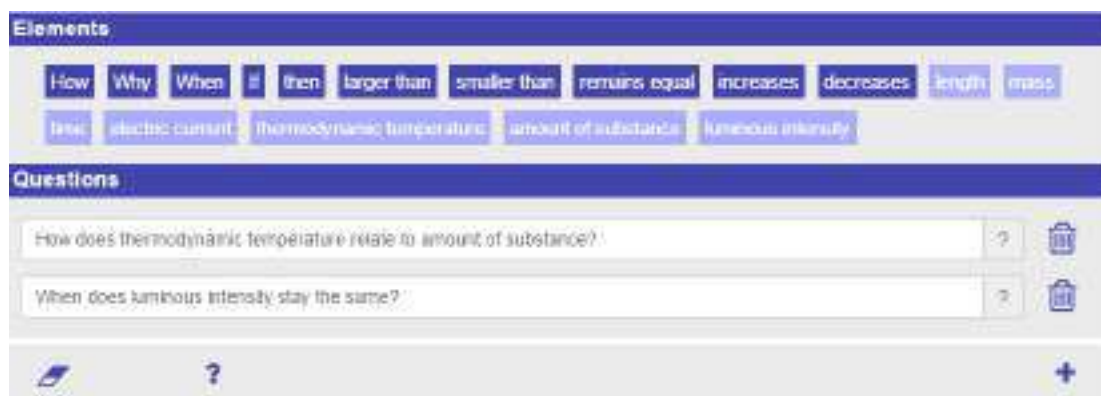 Elements
How Why When If then larger than smaller than remains equal increases decreases length mass
time electric current thermodynamic temperature amount of substance luminous intensity
Questions
How does thermodynamic temperature relate to amount of substance? ?
When does luminous intensity stay the same? ?
? +